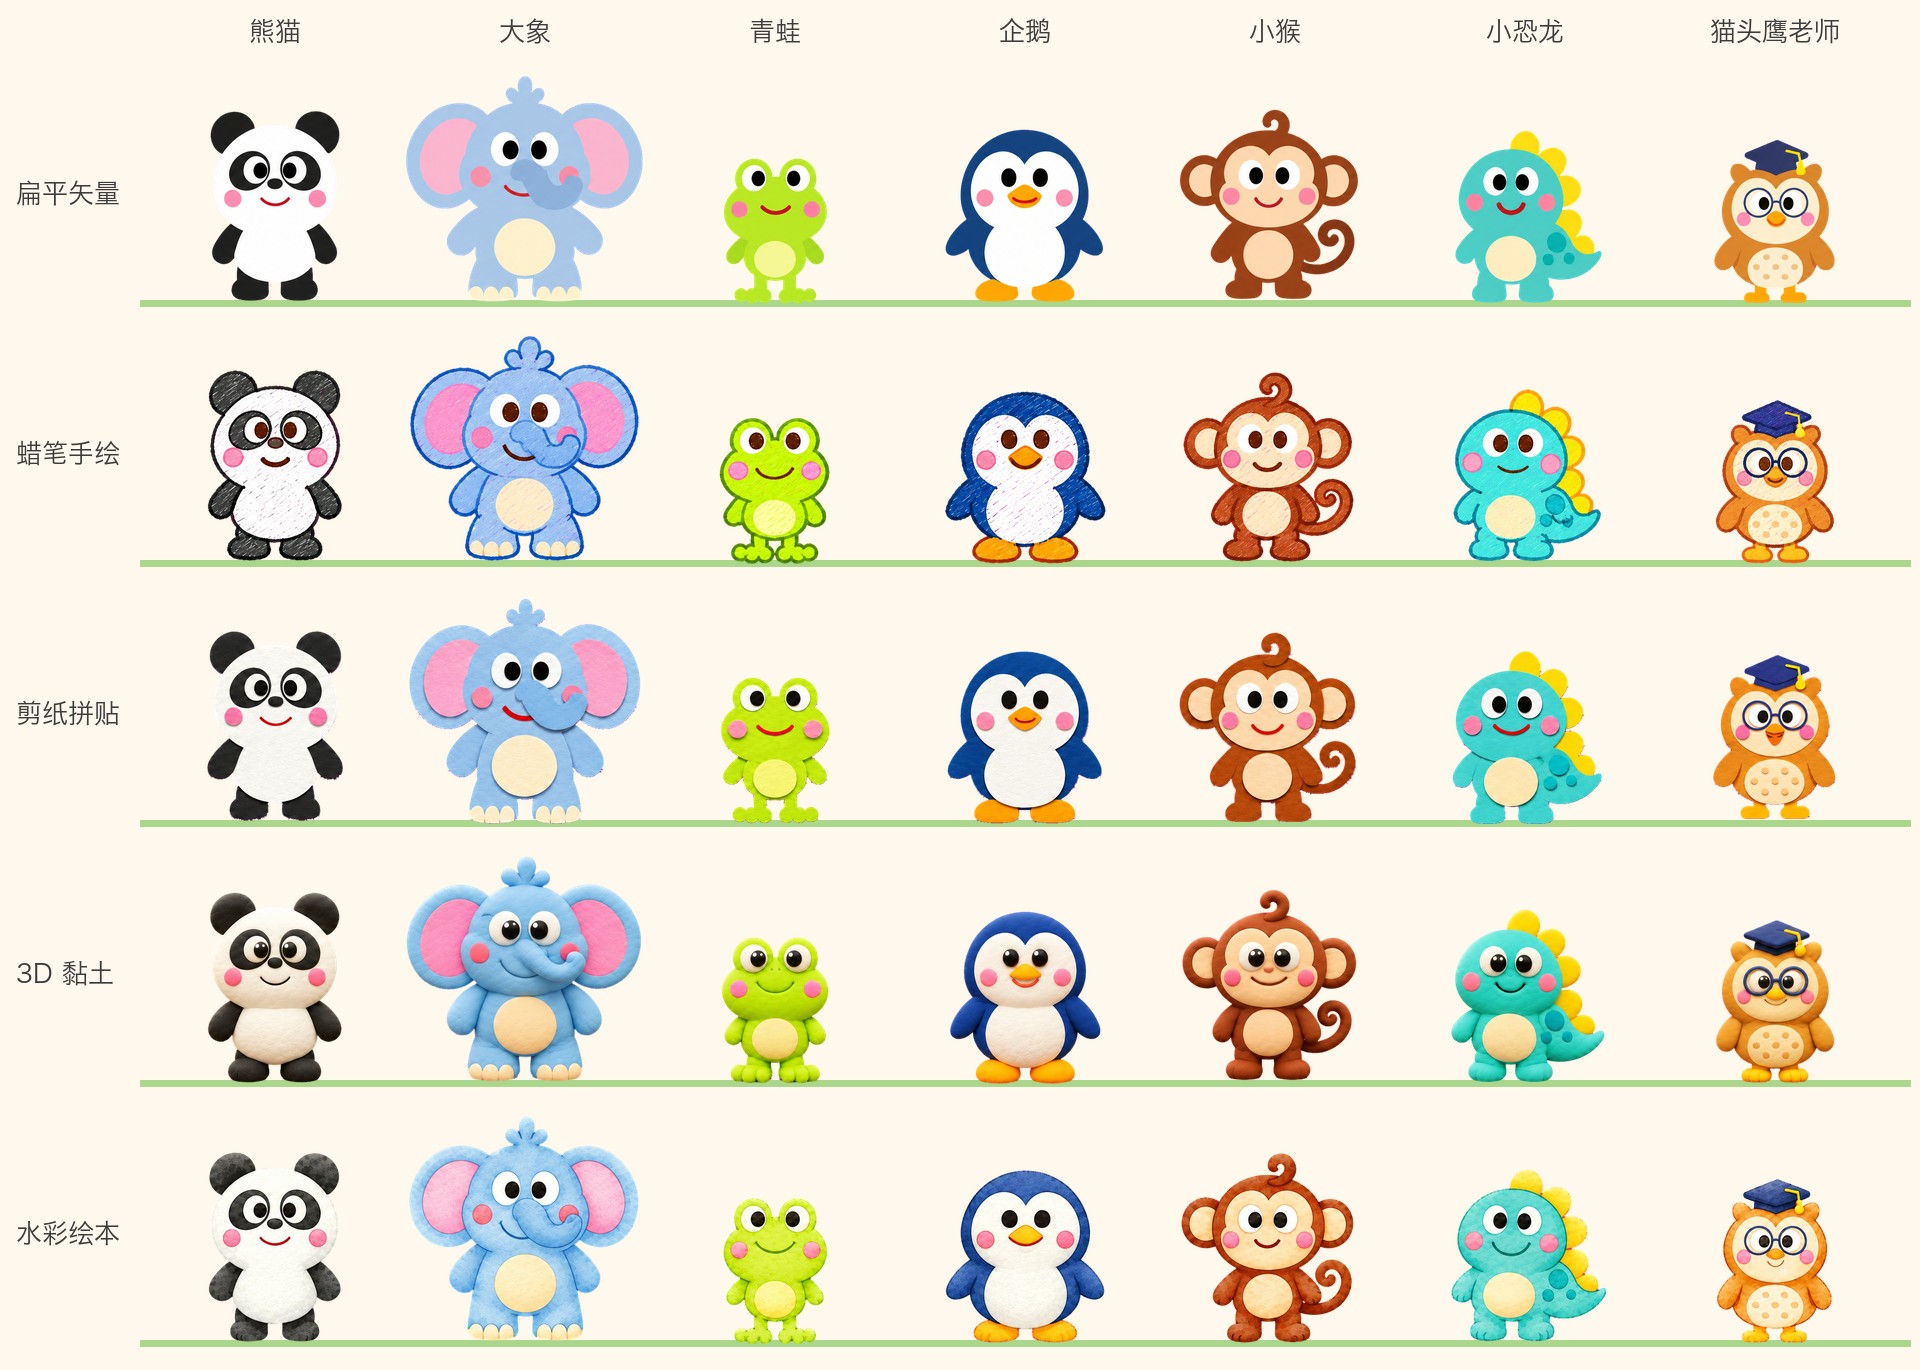 熊猫 大象 青蛙 企鹅 小猴 小恐龙 猫头鹰老师
扁平矢量
蜡笔手绘
剪纸拼贴
3D 黏土
水彩绘本